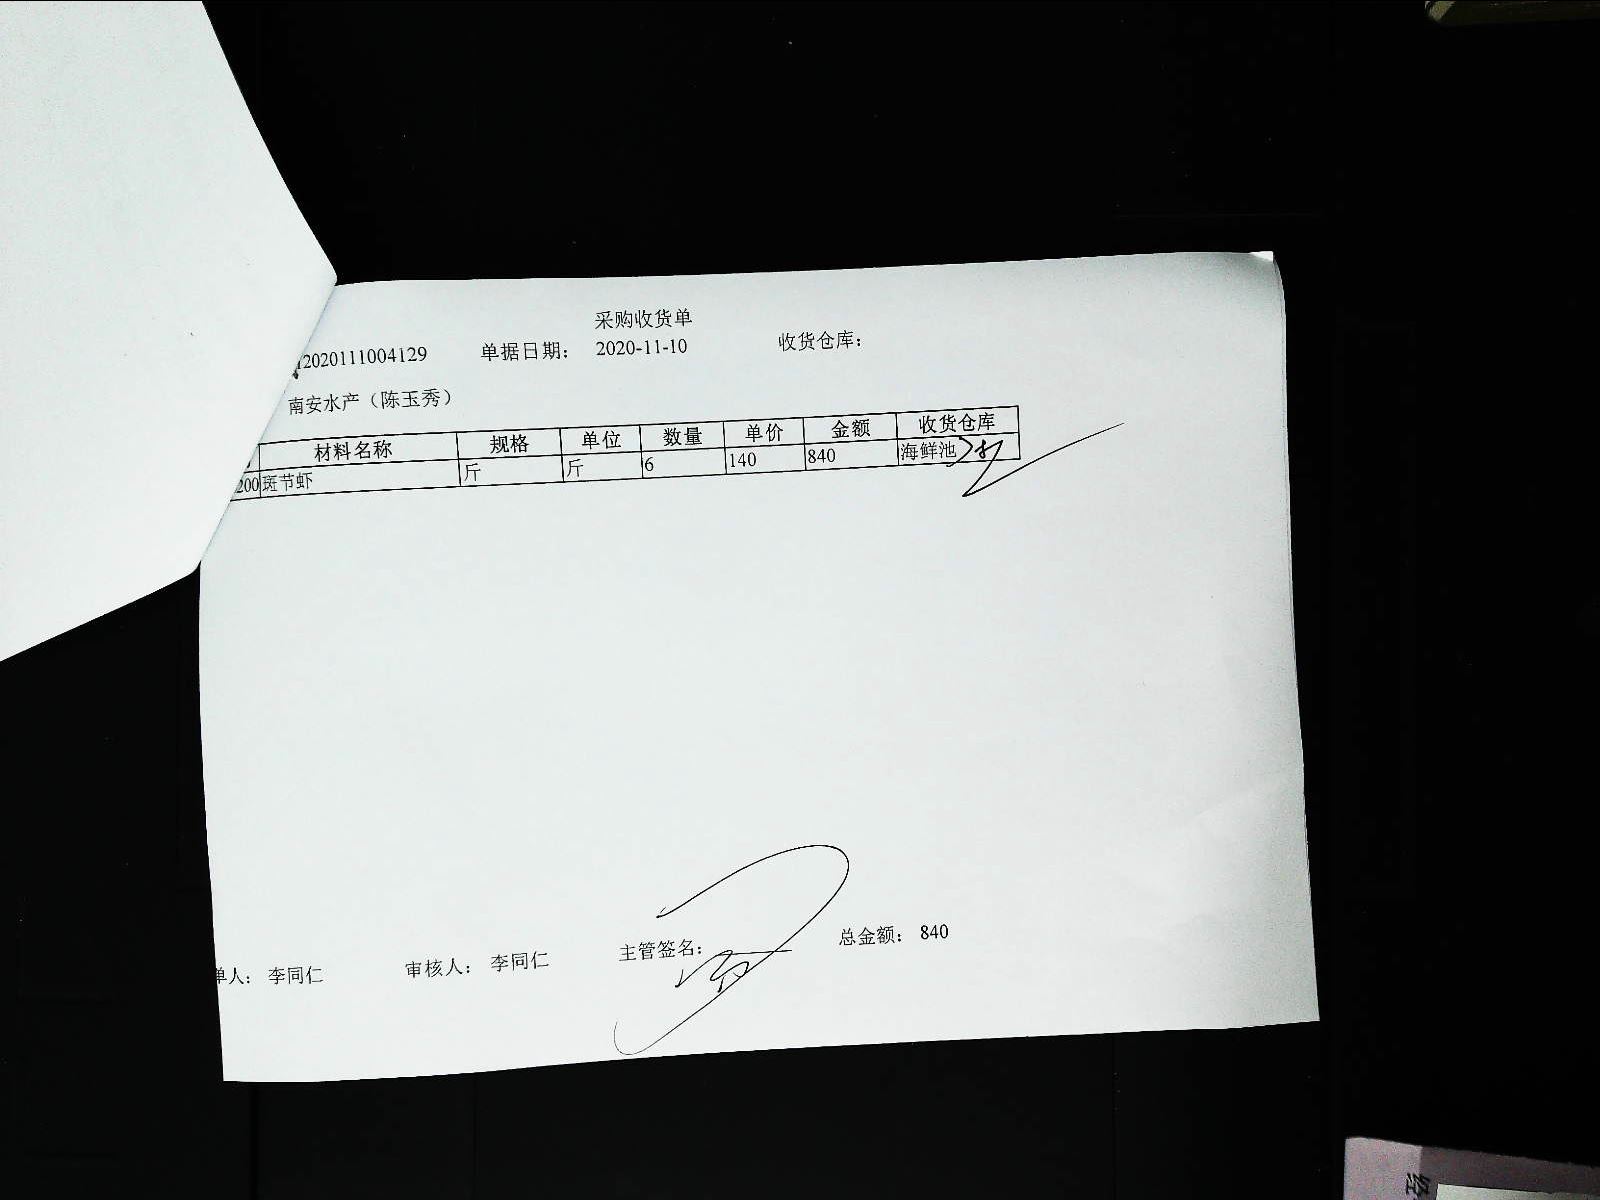 采购收货单
2020111004129 单据日期: 2020-11-10 收货仓库:
南安水产（陈玉秀）
材料名称 规格 单位 数量 单价 金额 收货仓库
200 斑节虾 斤 斤 6 140 840 海鲜池
单人: 李同仁 审核人: 李同仁 主管签名: 总金额: 840